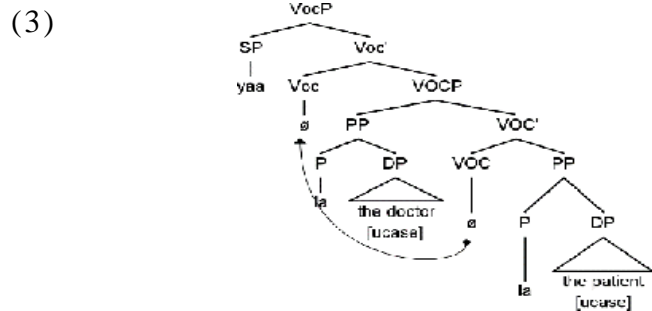 (3)
VocP
SP Voc'
yaa Voc VOCP
ø PP VOC'
P DP VOC PP
la the doctor ø P DP
[ucase]
la the patient
[ucase]